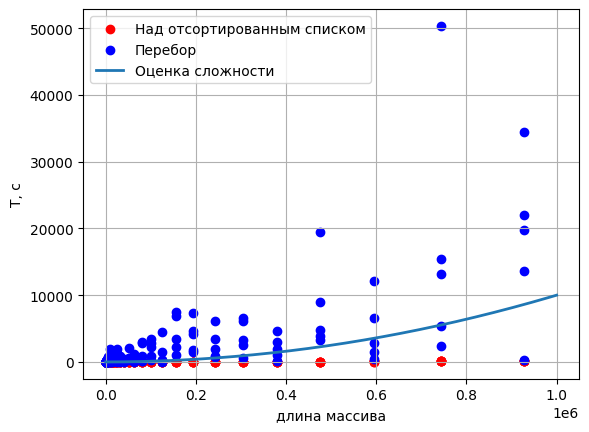 Над отсортированным списком
Перебор
Оценка сложности
50000
40000
30000
20000
10000
0
T, с
0.0 0.2 0.4 0.6 0.8 1.0
1e6
длина массива